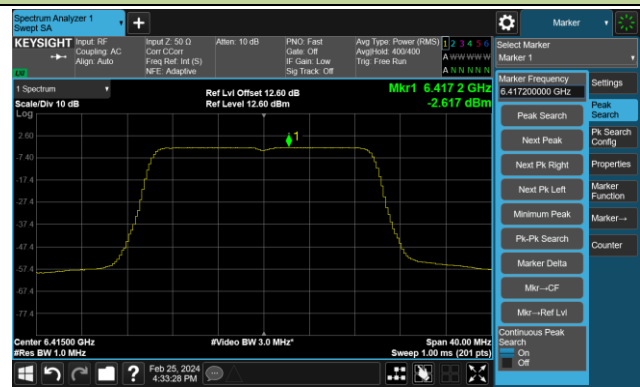 Spectrum Analyzer 1
Swept SA
+
Marker
KEYSIGHT
Input: RF
Coupling: AC
Align: Auto
Input Z: 50 Ω
Corr CCorr
Freq Ref: Int (S)
NFE: Adaptive
Atten: 10 dB
PNO: Fast
Gate: Off
IF Gain: Low
Sig Track: Off
Avg Type: Power (RMS)
Avg|Hold: 400/400
Trig: Free Run
1 2 3 4 5 6
A W W W W W
A N N N N N
LW
Select Marker
Marker 1
1 Spectrum
Scale/Div 10 dB
Log
Ref Lvl Offset 12.60 dB
Ref Level 12.60 dBm
Mkr1 6.417 2 GHz
-2.617 dBm
2.60
-7.40
-17.4
-27.4
-37.4
-47.4
-57.4
-67.4
-77.4
1
Center 6.41500 GHz
#Res BW 1.0 MHz
#Video BW 3.0 MHz*
Span 40.00 MHz
Sweep 1.00 ms (201 pts)
Marker Frequency
6.417200000 GHz
Peak Search
Next Peak
Next Pk Right
Next Pk Left
Minimum Peak
Pk-Pk Search
Marker Delta
Mkr→CF
Mkr→Ref Lvl
Continuous Peak
Search
On
Off
Settings
Peak
Search
Pk Search
Config
Properties
Marker
Function
Marker→
Counter
?
Feb 25, 2024
4:33:28 PM